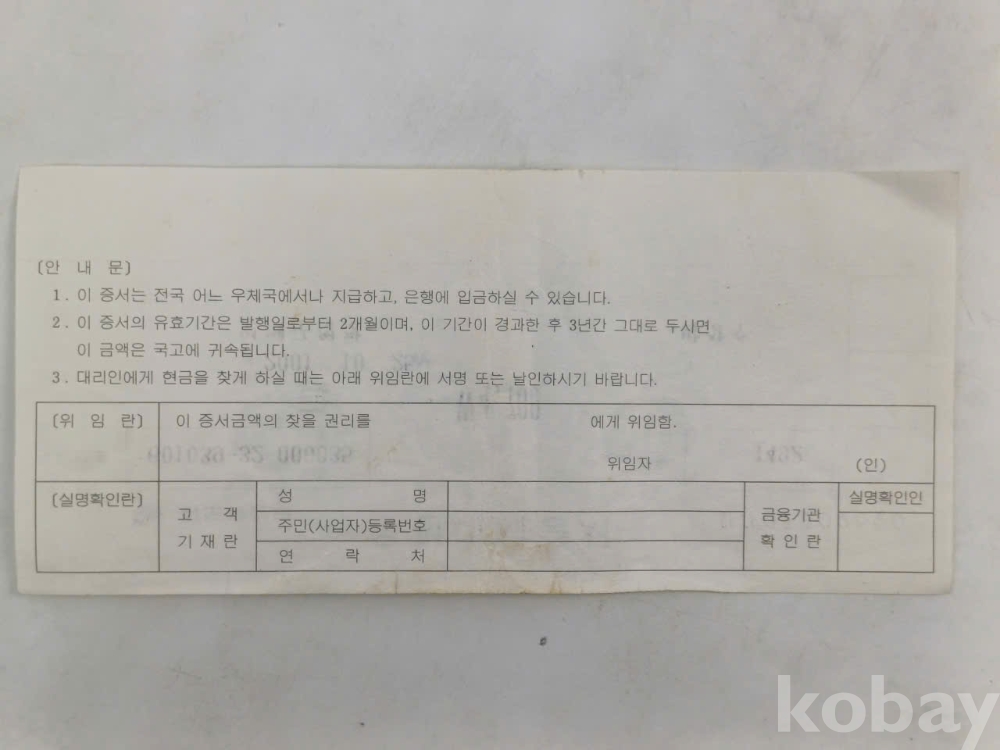 (안 내 문)
1. 이 증서는 전국 어느 우체국에서나 지급하고, 은행에 입금하실 수 있습니다.
2. 이 증서의 유효기간은 발행일로부터 2개월이며, 이 기간이 경과한 후 3년간 그대로 두시면
이 금액은 국고에 귀속됩니다.
3. 대리인에게 현금을 찾게 하실 때는 아래 위임란에 서명 또는 날인하시기 바랍니다.
(위 임 란) 이 증서금액의 찾을 권리를 에게 위임함.
위임자 (인)
(실명확인란) 고 객 기 재 란 성 명
주민(사업자)등록번호
연 락 처
금융기관 확 인 란 실명확인인
kobay